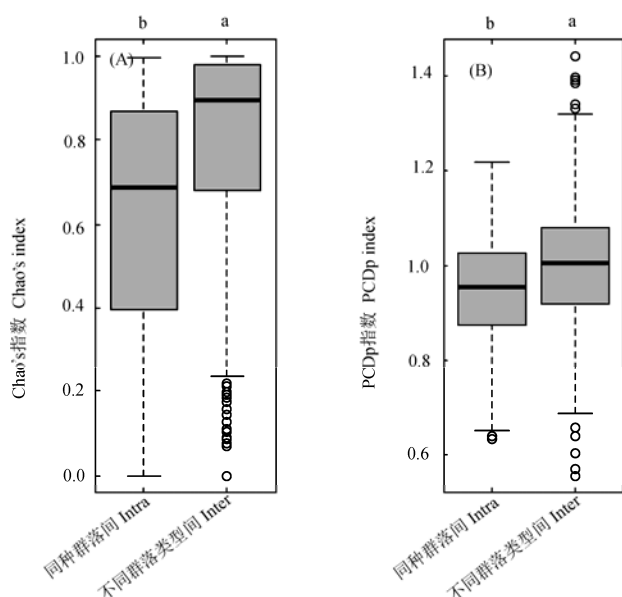 b
a
(A)
1.0
0.8
0.6
0.4
0.2
0.0
Chao's指数 Chao's index
同种群落间 Intra
不同群落类型间 Inter
b
a
(B)
1.4
1.2
1.0
0.8
0.6
PCDp指数 PCDp index
同种群落间 Intra
不同群落类型间 Inter